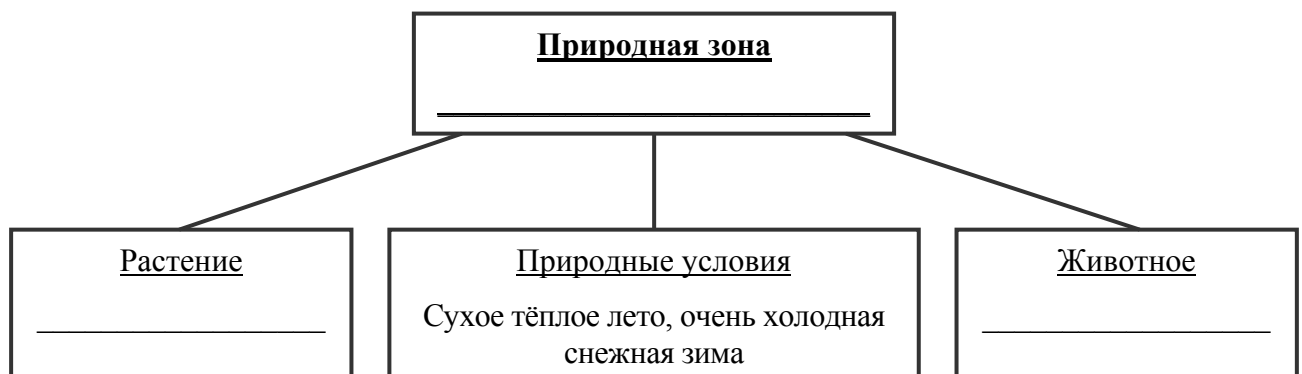 Природная зона
Растение
Природные условия
Животное
Сухое тёплое лето, очень холодная
снежная зима